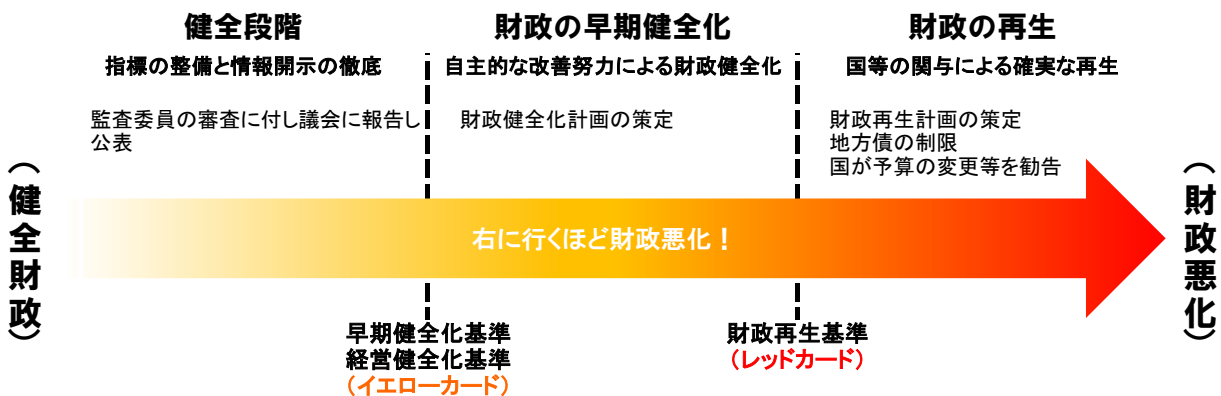 健全段階
指標の整備と情報開示の徹底
監査委員の審査に付し議会に報告し
公表
財政の早期健全化
自主的な改善努力による財政健全化
財政健全化計画の策定
財政の再生
国等の関与による確実な再生
財政再生計画の策定
地方債の制限
国が予算の変更等を勧告
（健全財政）
右に行くほど財政悪化！
（財政悪化）
早期健全化基準
経営健全化基準
（イエローカード）
財政再生基準
（レッドカード）